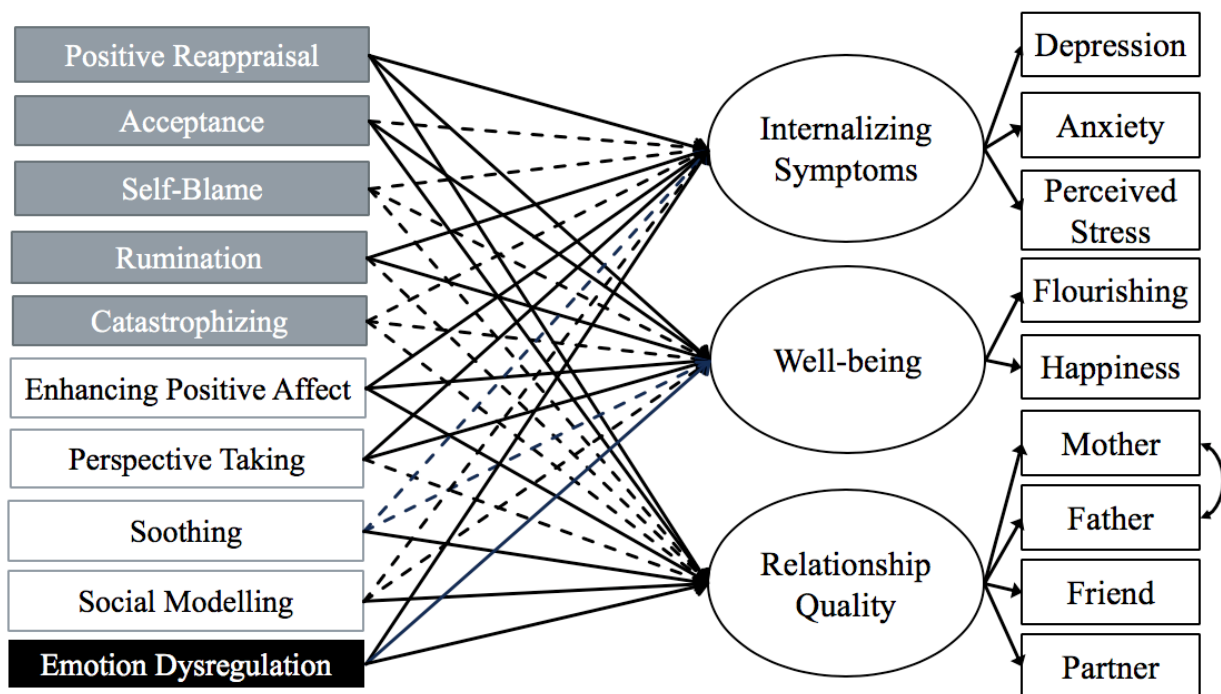 Positive Reappraisal
Acceptance
Self-Blame
Rumination
Catastrophizing
Enhancing Positive Affect
Perspective Taking
Soothing
Social Modelling
Emotion Dysregulation
Internalizing
Symptoms
Well-being
Relationship
Quality
Depression
Anxiety
Perceived
Stress
Flourishing
Happiness
Mother
Father
Friend
Partner